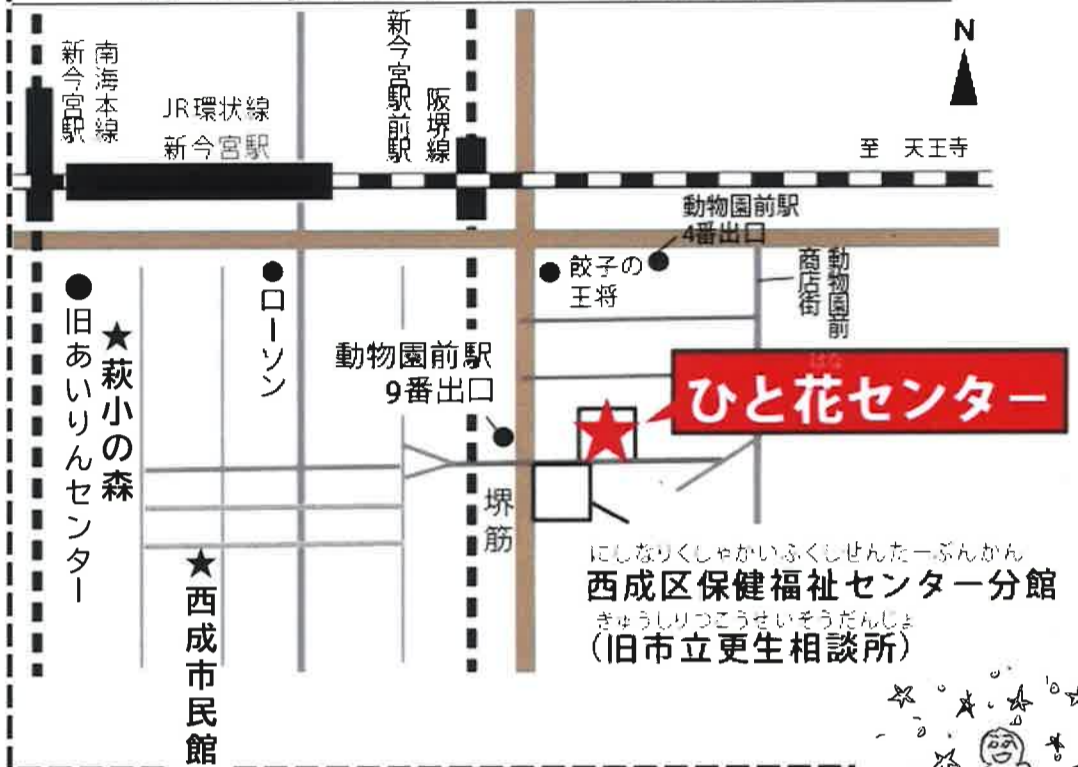 N
南海本線
新今宮駅
JR環状線
新今宮駅
阪堺線
新今宮駅前駅
至 天王寺
動物園前駅
4番出口
餃子の
王将
動物園前
商店街
ローソン
旧あいりんセンター
★萩小の森
動物園前駅
9番出口
はな
ひと花センター
堺筋
にしなりくしゃかいふくしせんたーぶんかん
西成区保健福祉センター分館
きゅうしりつこうせいそうだんじょ
(旧市立更生相談所)
★西成市民館